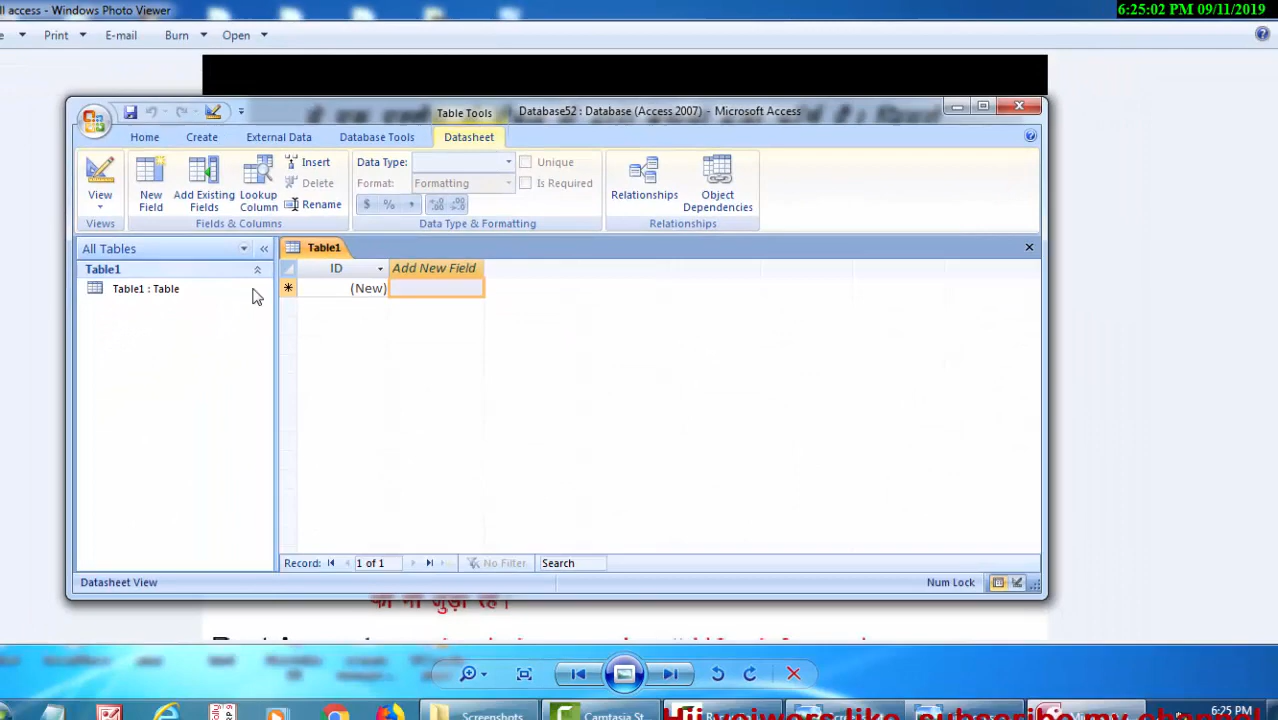 ll access - Windows Photo Viewer
6:25:02 PM 09/11/2019
Print E-mail Burn Open
Table Tools Database52 : Database (Access 2007) - Microsoft Access
Home Create External Data Database Tools Datasheet
View
New Field
Add Existing Fields
Lookup Column
Insert
Delete
Rename
Data Type:
Format: Formatting
$ % ,
Unique
Is Required
Relationships
Object Dependencies
Views Fields & Columns Data Type & Formatting Relationships
All Tables
Table1
Table1 : Table
Table1
ID Add New Field
(New)
Record: 1 of 1 No Filter Search
Datasheet View Num Lock
Screenshots
Camtasia St...
6:25 PM